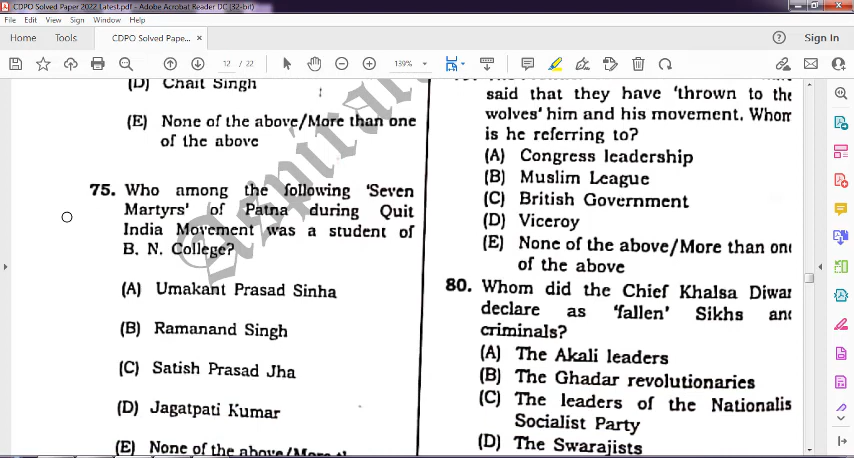 CDPO Solved Paper 2022 Latest.pdf - Adobe Acrobat Reader DC (32-bit)
File Edit View Sign Window Help
Home Tools CDPO Solved Pape... × Sign In
12 / 22 139%
(D) Chait Singh
(E) None of the above/More than one
of the above
75. Who among the following 'Seven
Martyrs' of Patna during Quit
India Movement was a student of
B. N. College?
(A) Umakant Prasad Sinha
(B) Ramanand Singh
(C) Satish Prasad Jha
(D) Jagatpati Kumar
(E) None of the above/More
said that they have 'thrown to the
wolves' him and his movement. Whom
is he referring to?
(A) Congress leadership
(B) Muslim League
(C) British Government
(D) Viceroy
(E) None of the above/More than one
of the above
80. Whom did the Chief Khalsa Diwan
declare as 'fallen' Sikhs and
criminals?
(A) The Akali leaders
(B) The Ghadar revolutionaries
(C) The leaders of the Nationalis
Socialist Party
(D) The Swarajists
Aspiran